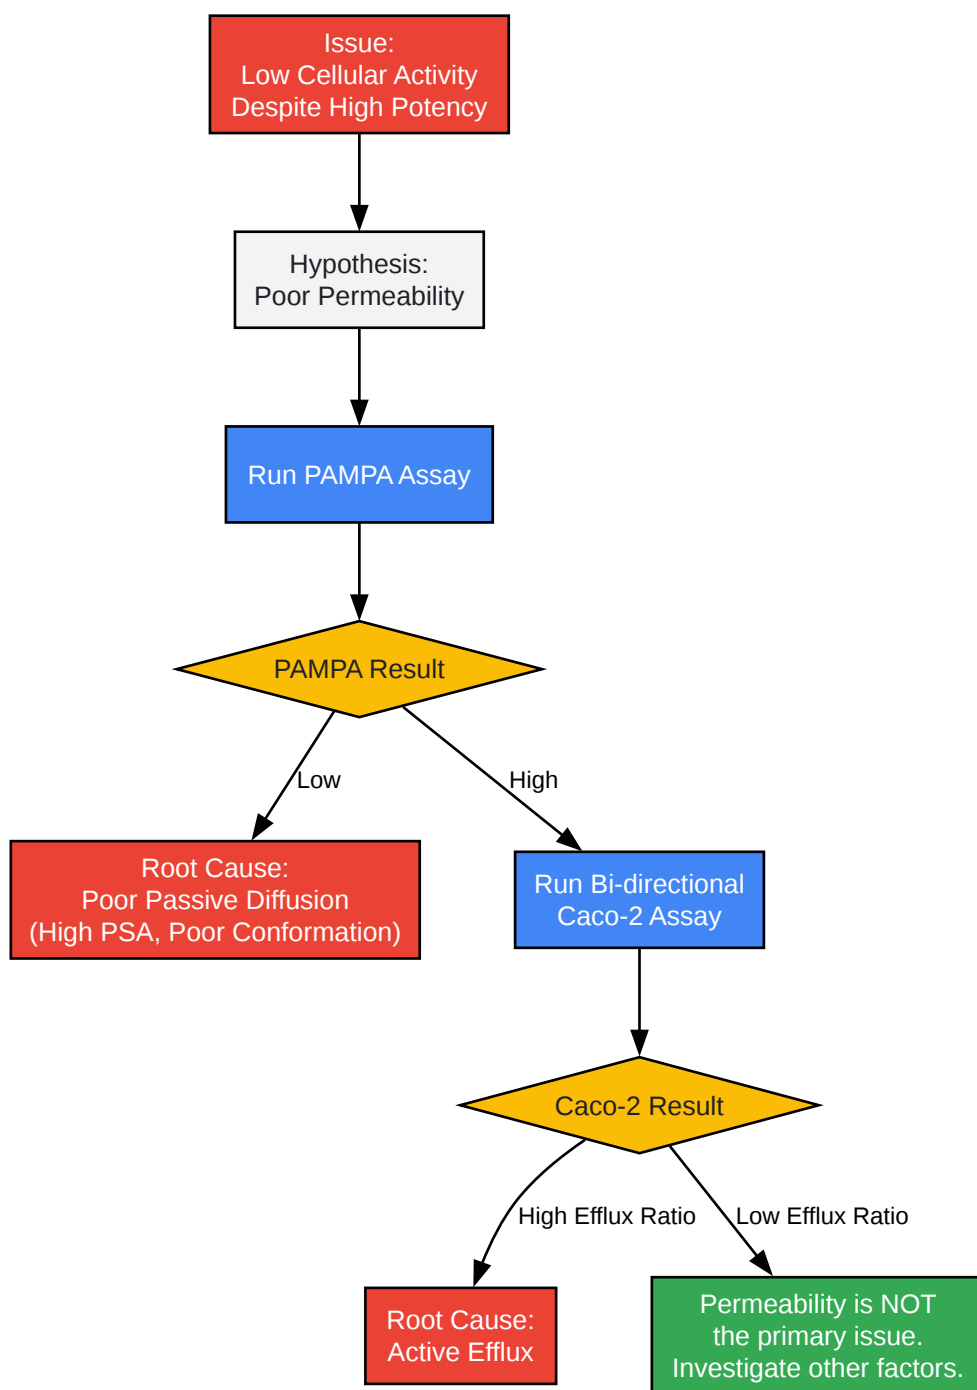 Issue:
Low Cellular Activity
Despite High Potency
Hypothesis:
Poor Permeability
Run PAMPA Assay
PAMPA Result
Low
High
Root Cause:
Poor Passive Diffusion
(High PSA, Poor Conformation)
Run Bi-directional
Caco-2 Assay
Caco-2 Result
High Efflux Ratio
Low Efflux Ratio
Root Cause:
Active Efflux
Permeability is NOT
the primary issue.
Investigate other factors.